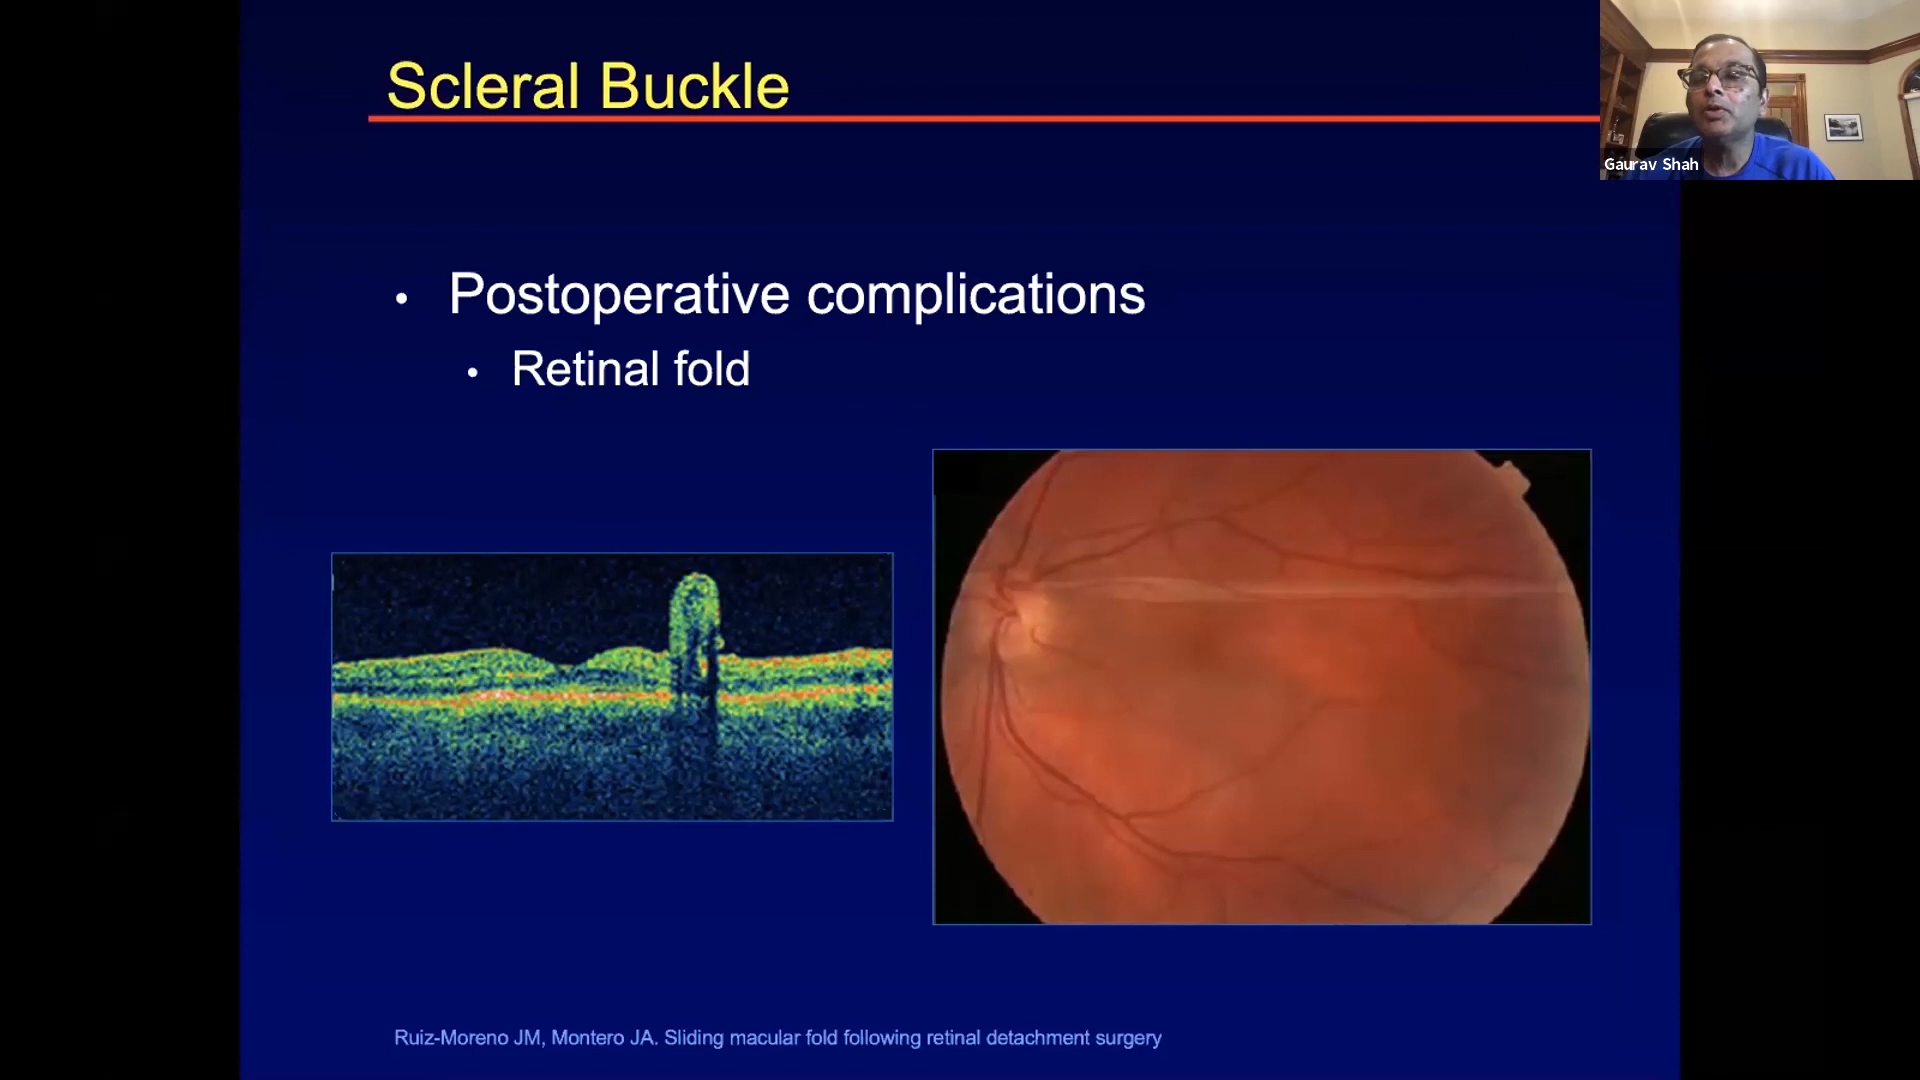 Scleral Buckle
Gaurav Shah
• Postoperative complications
• Retinal fold
Ruiz-Moreno JM, Montero JA. Sliding macular fold following retinal detachment surgery